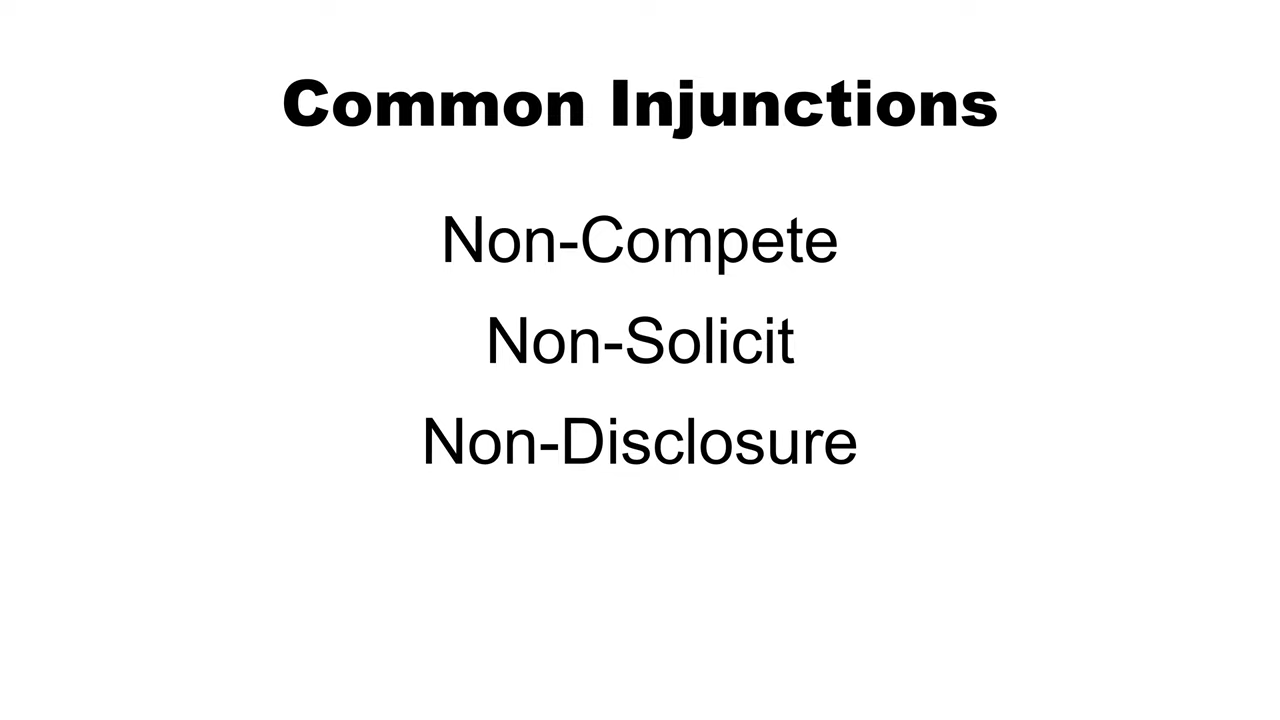 Common Injunctions
Non-Compete
Non-Solicit
Non-Disclosure